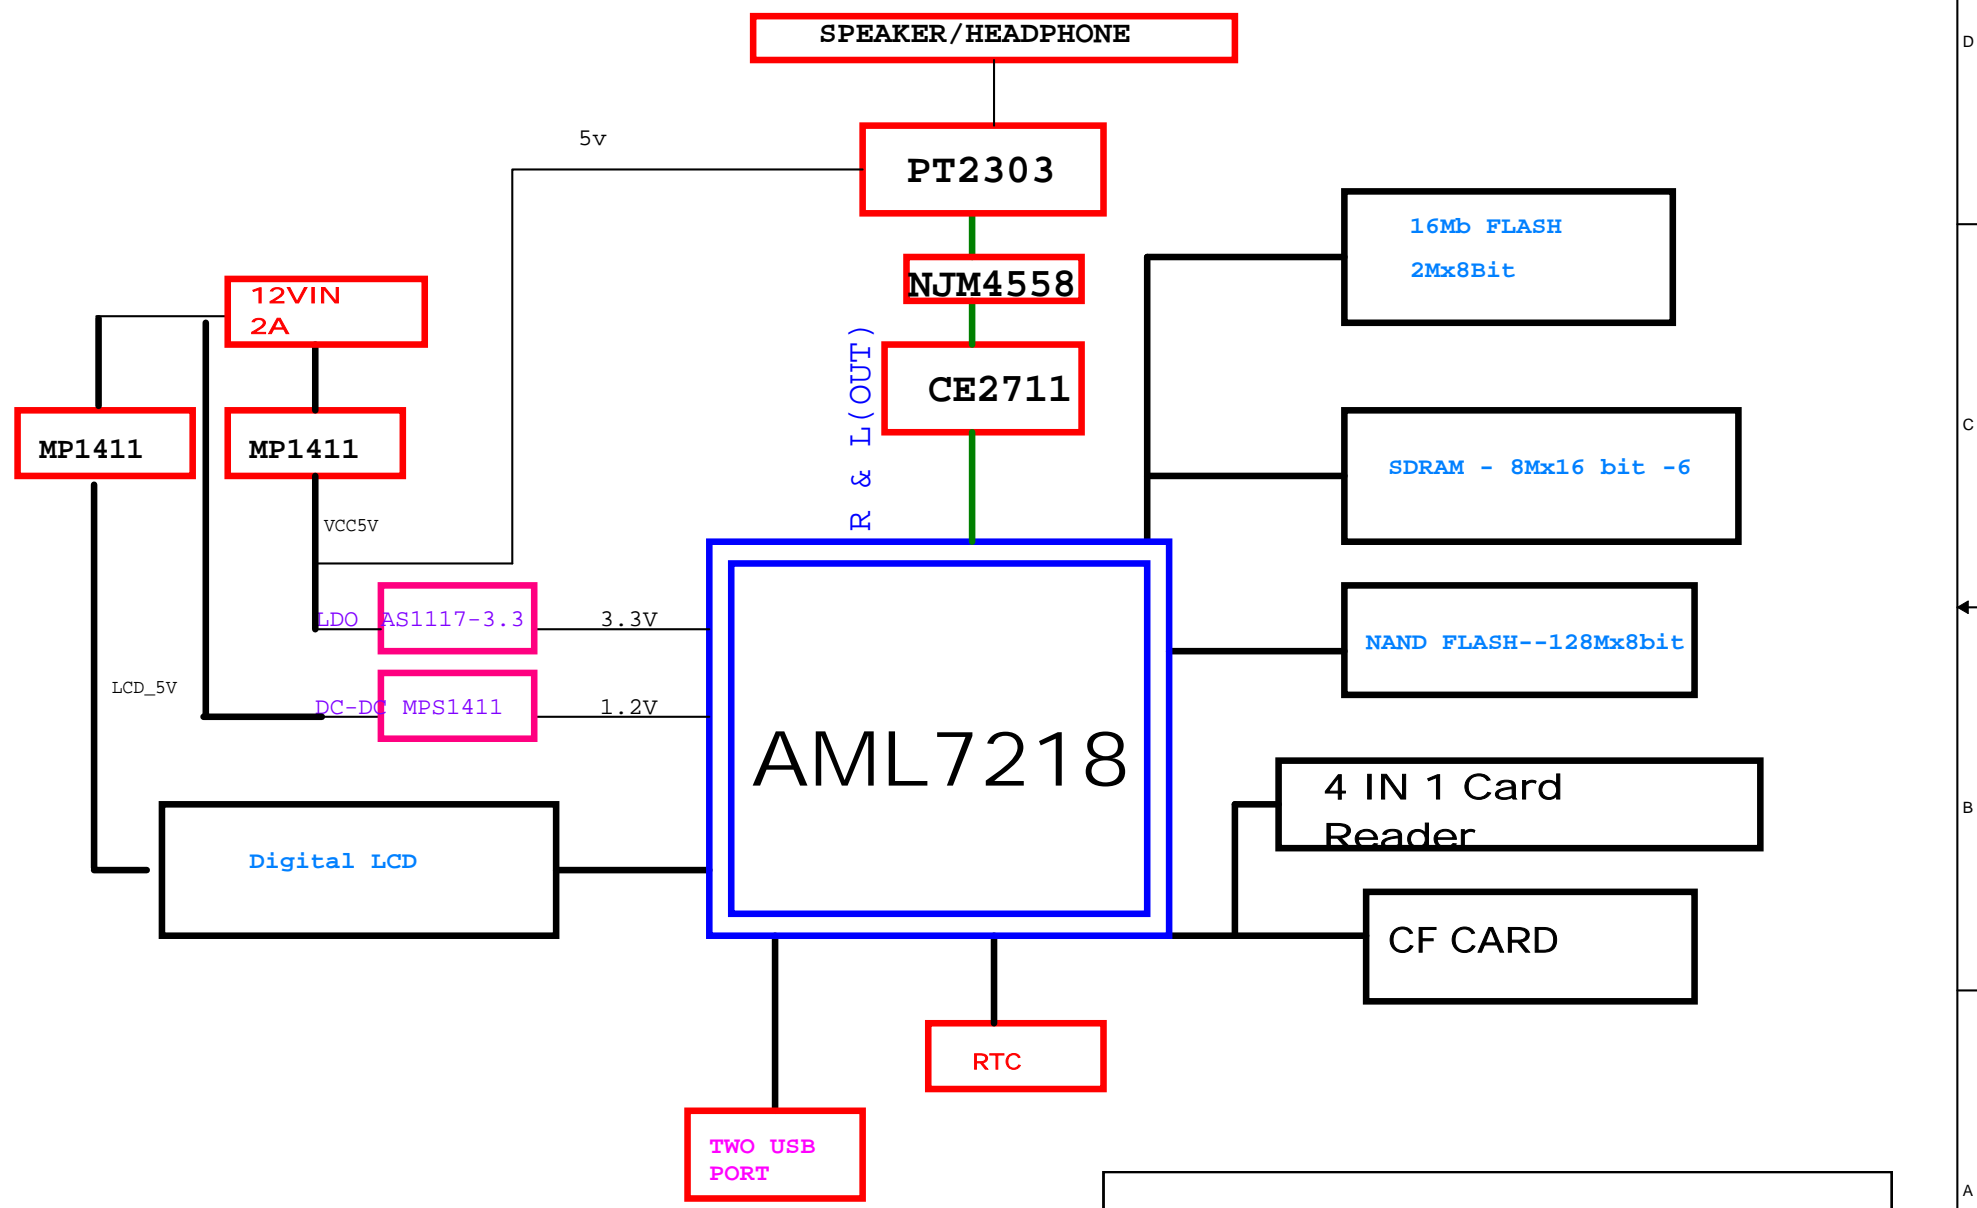 SPEAKER/HEADPHONE
D
5v
PT2303
16Mb FLASH
2Mx8Bit
12VIN
2A
NJM4558
R & L(OUT)
CE2711
C
MP1411
MP1411
SDRAM - 8Mx16 bit -6
VCC5V
LDO AS1117-3.3
3.3V
NAND FLASH--128Mx8bit
LCD_5V
DC-DC MPS1411
1.2V
AML7218
4 IN 1 Card
Reader
B
Digital LCD
CF CARD
RTC
TWO USB
PORT
A